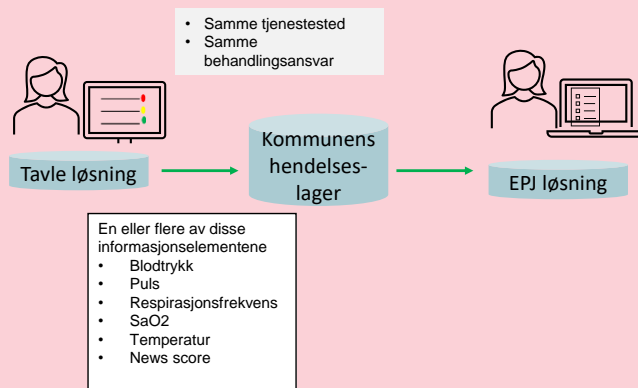 • Samme tjenestested
• Samme
behandlingsansvar
Tavle løsning
Kommunens
hendelses-
lager
EPJ løsning
En eller flere av disse
informasjonselementene
• Blodtrykk
• Puls
• Respirasjonsfrekvens
• SaO2
• Temperatur
• News score